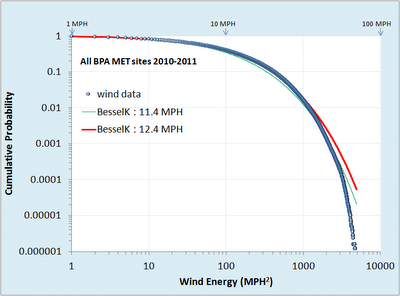 1 MPH 10 MPH 100 MPH
1
0.1
0.01
0.001
0.0001
0.00001
0.000001
Cumulative Probability
All BPA MET sites 2010-2011
wind data
BesselK : 11.4 MPH
BesselK : 12.4 MPH
1 10 100 1000 10000
Wind Energy (MPH²)